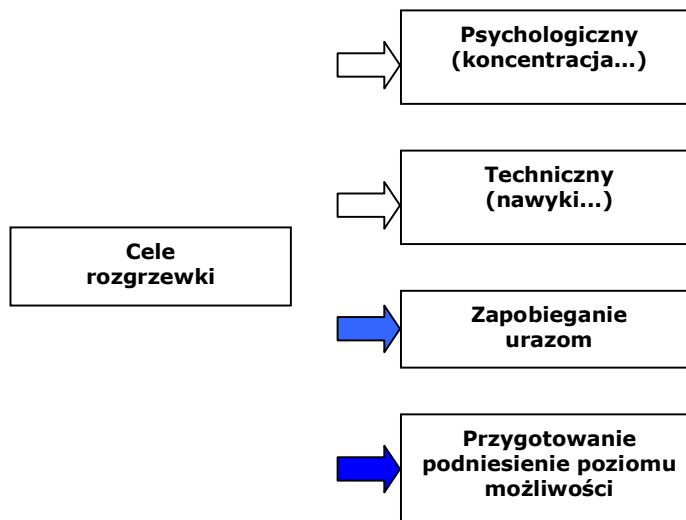 Psychologiczny
(koncentracja...)
Techniczny
(nawyki...)
Cele
rozgrzewki
Zapobieganie
urazom
Przygotowanie
podniesienie poziomu
możliwości